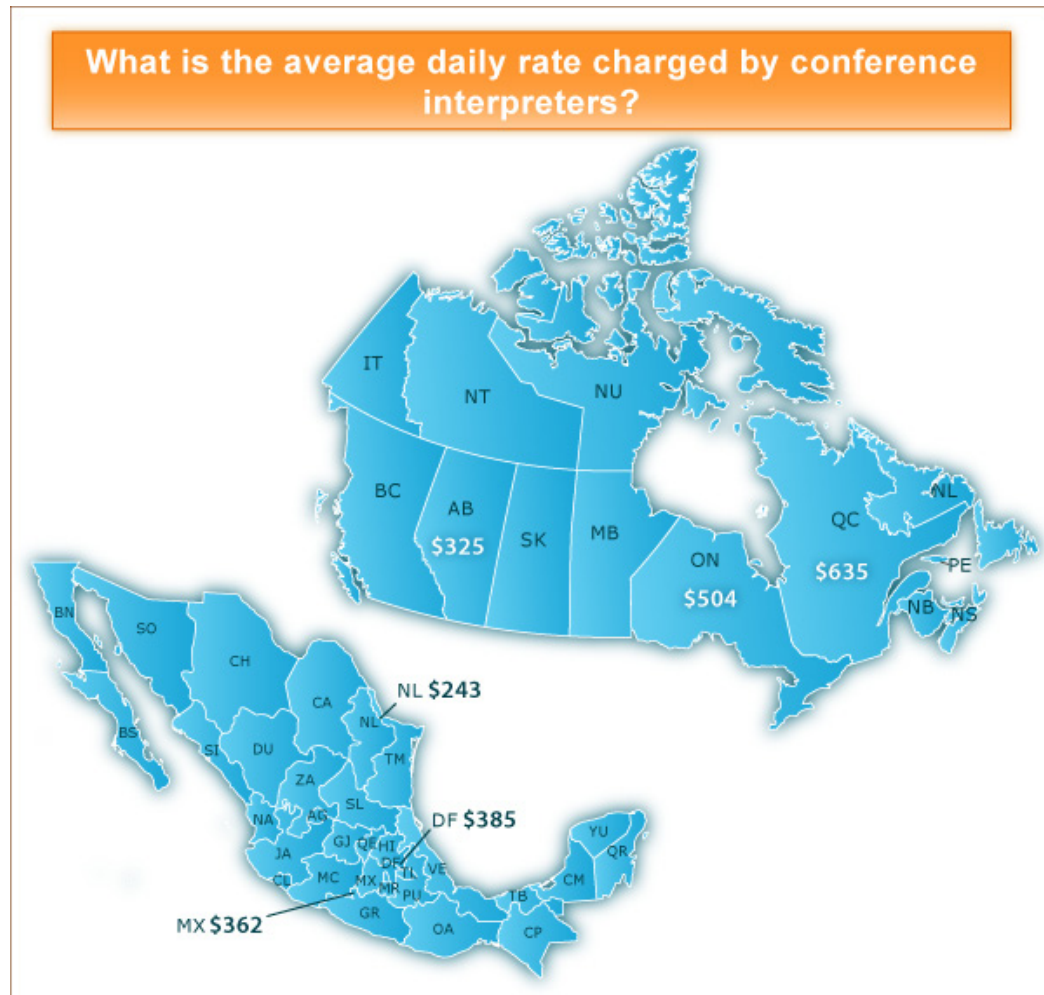 What is the average daily rate charged by conference
interpreters?
IT
NT
NU
BC
AB
$325
SK
MB
ON
$504
QC
$635
NL
PE
NB
NS
BN
SO
CH
CA
NL $243
NL
BS
SI
DU
TM
ZA
SL
DF $385
NA
AG
GJ
QE
HI
YU
QR
JA
DF
TL
VE
CL
MC
MX
MR
PU
CM
TB
MX $362
GR
OA
CP